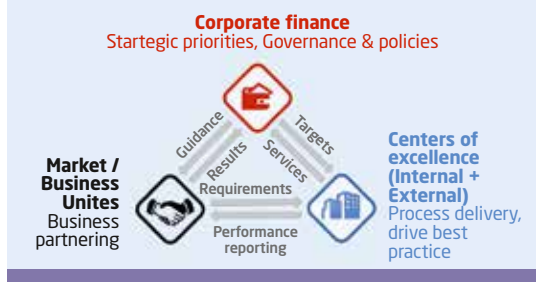 Corporate finance
Startegic priorities, Governance & policies
Guidance
Results
Targets
Services
Market /
Business
Unites
Business
partnering
Requirements
Performance
reporting
Centers of
excellence
(Internal +
External)
Process delivery,
drive best
practice